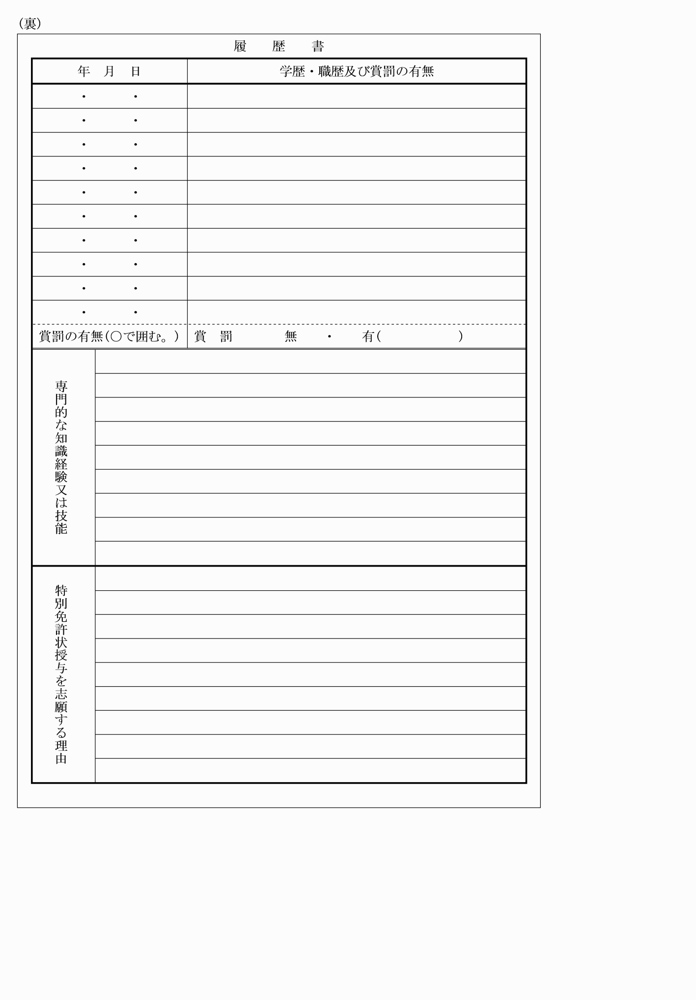 （裏）
履　歴　書
年　月　日
学歴・職歴及び賞罰の有無
・　・
・　・
・　・
・　・
・　・
・　・
・　・
・　・
・　・
・　・
賞罰の有無(○で囲む。)
賞　罰　　　　無　　・　　有(　　　　　　)
専門的な知識経験又は技能
特別免許状授与を志願する理由